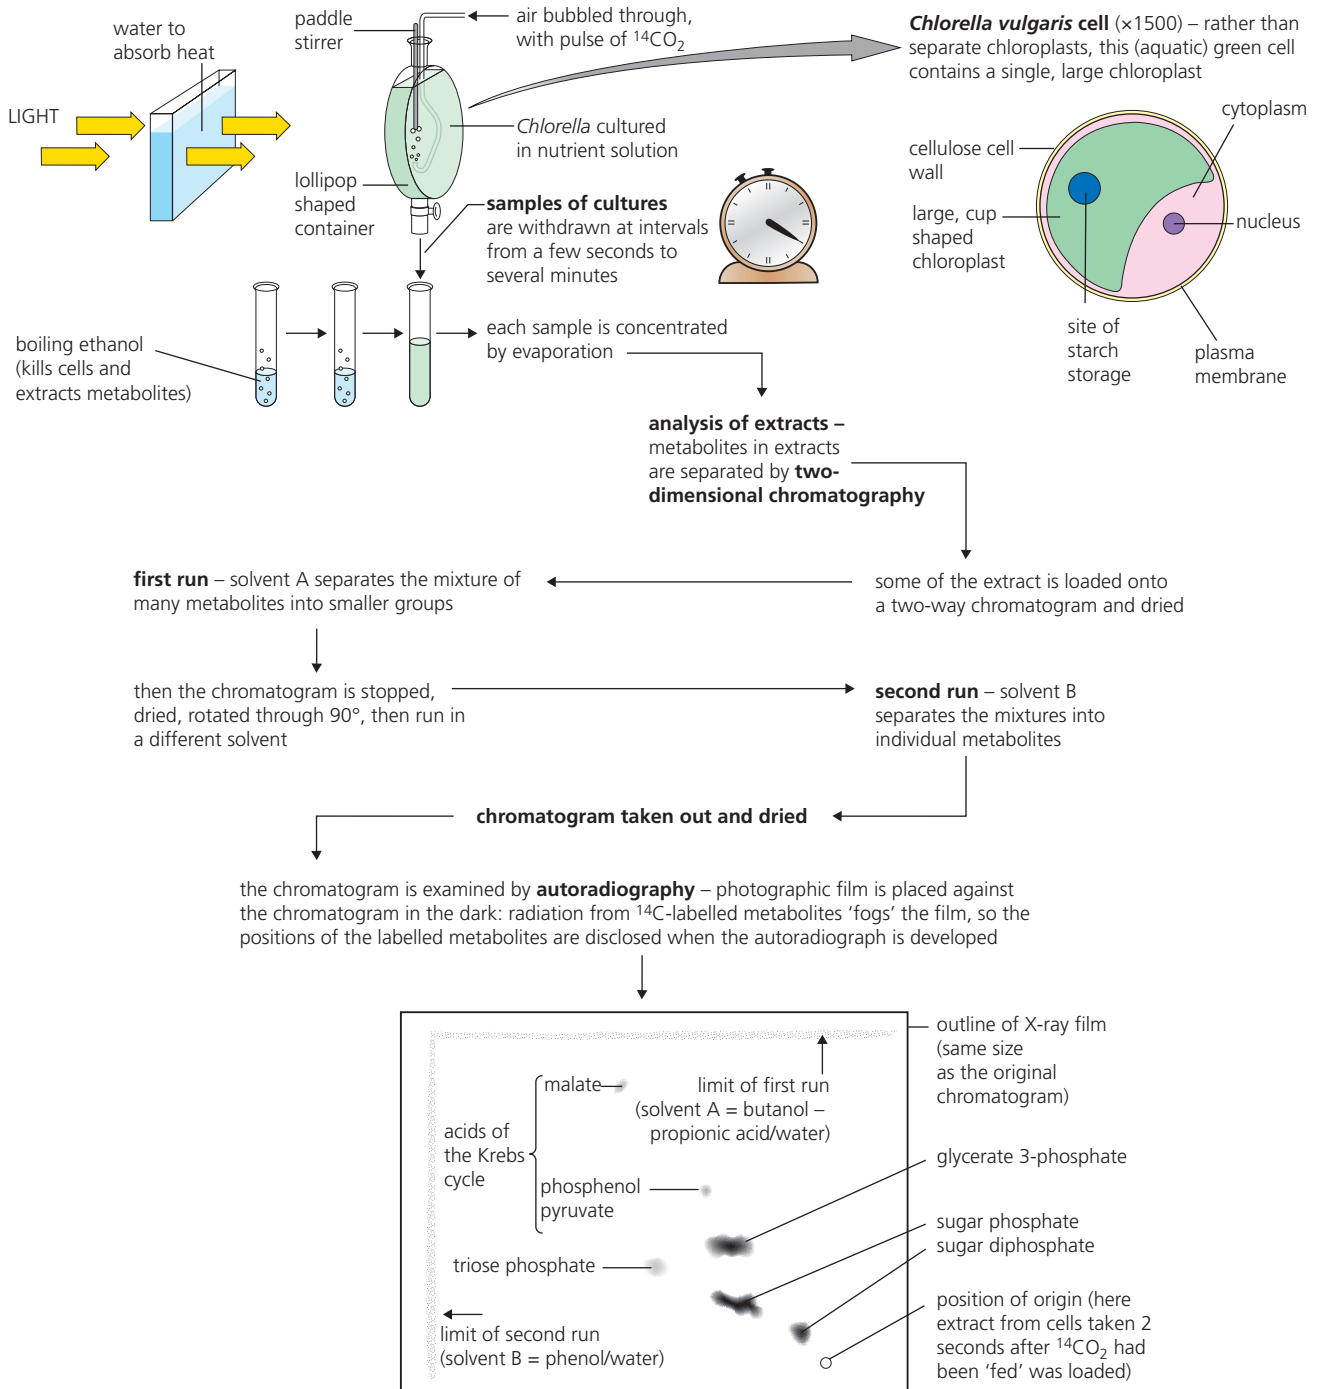 water to
absorb heat
LIGHT
paddle
stirrer
air bubbled through,
with pulse of ¹⁴CO₂
Chlorella cultured
in nutrient solution
lollipop
shaped
container
samples of cultures
are withdrawn at intervals
from a few seconds to
several minutes
Chlorella vulgaris cell (×1500) – rather than
separate chloroplasts, this (aquatic) green cell
contains a single, large chloroplast
cytoplasm
cellulose cell
wall
large, cup
shaped
chloroplast
nucleus
site of
starch
storage
plasma
membrane
boiling ethanol
(kills cells and
extracts metabolites)
each sample is concentrated
by evaporation
analysis of extracts –
metabolites in extracts
are separated by two-
dimensional chromatography
some of the extract is loaded onto
a two-way chromatogram and dried
first run – solvent A separates the mixture of
many metabolites into smaller groups
then the chromatogram is stopped,
dried, rotated through 90°, then run in
a different solvent
second run – solvent B
separates the mixtures into
individual metabolites
chromatogram taken out and dried
the chromatogram is examined by autoradiography – photographic film is placed against
the chromatogram in the dark: radiation from ¹⁴C-labelled metabolites ‘fogs’ the film, so the
positions of the labelled metabolites are disclosed when the autoradiograph is developed
outline of X-ray film
(same size
as the original
chromatogram)
malate
limit of first run
(solvent A = butanol –
propionic acid/water)
acids of
the Krebs
cycle
phosphenol
pyruvate
glycerate 3-phosphate
sugar phosphate
sugar diphosphate
triose phosphate
position of origin (here
extract from cells taken 2
seconds after ¹⁴CO₂ had
been ‘fed’ was loaded)
limit of second run
(solvent B = phenol/water)